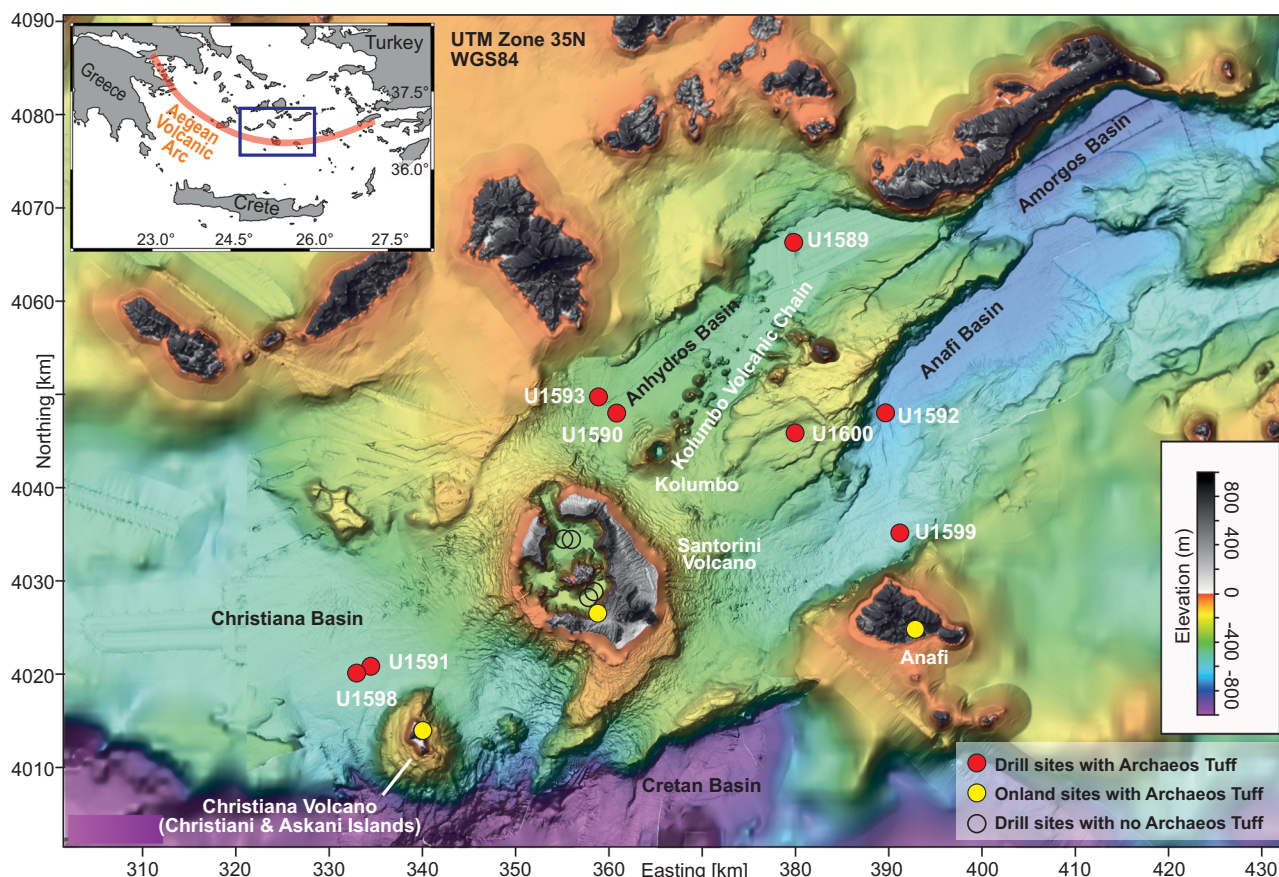 4090
4080
4070
4060
4040
4030
4020
4010
Northing [km]
Turkey
Greece
37.5°
Aegean
Volcanic
Arc
36.0°
Crete
23.0°
24.5°
26.0°
27.5°
UTM Zone 35N
WGS84
Amorgos Basin
U1589
Anhydros Basin
Kolumbo Volcanic Chain
Anafi Basin
U1593
U1590
U1592
U1600
Kolumbo
U1599
Santorini
Volcano
Christiana Basin
U1591
U1598
Anafi
Cretan Basin
Christiana Volcano
(Christiani & Askani Islands)
Elevation (m)
800
400
0
-400
-800
Drill sites with Archaeos Tuff
Onland sites with Archaeos Tuff
Drill sites with no Archaeos Tuff
310
320
330
340
350
360
Easting [km]
380
390
400
410
420
430